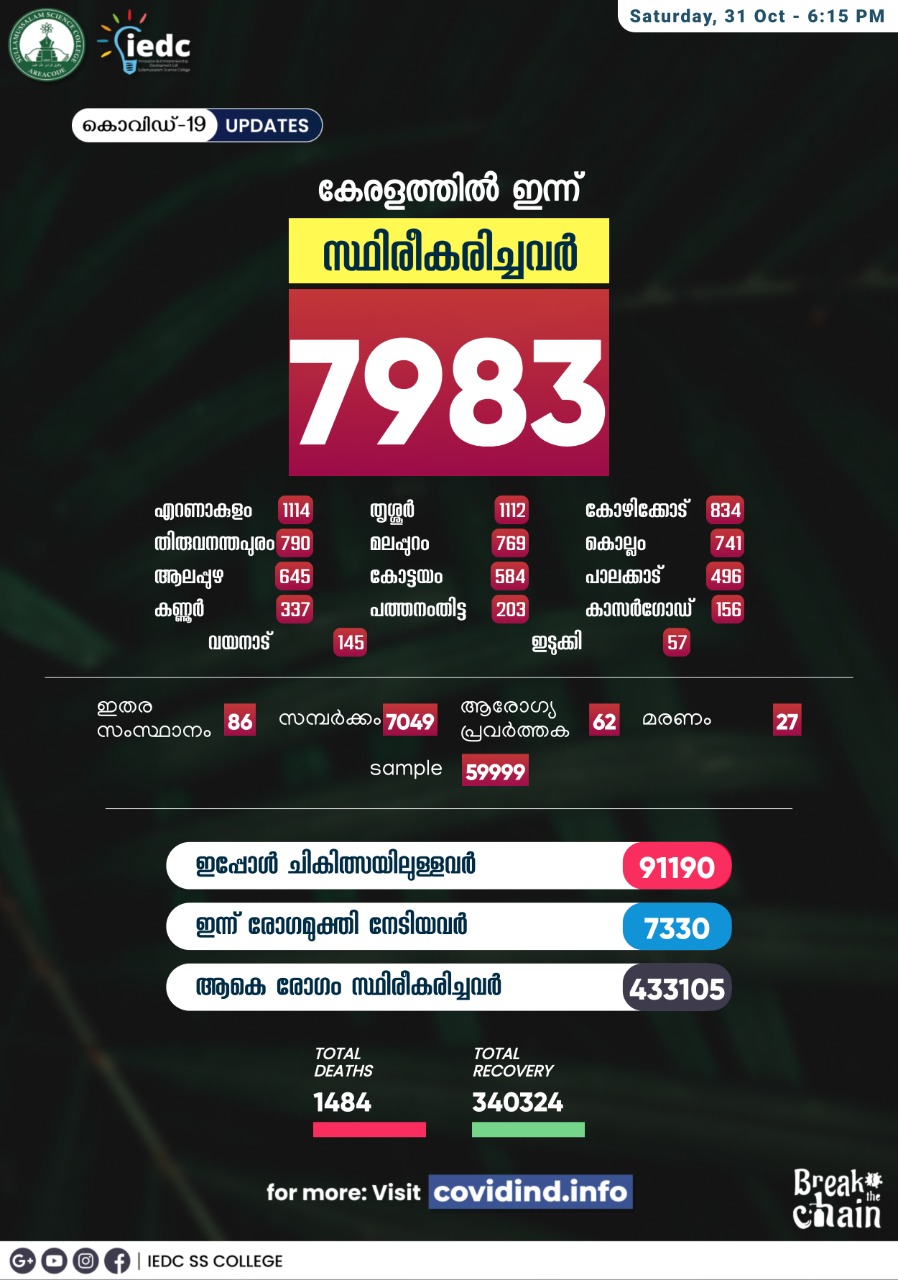 Saturday, 31 Oct - 6:15 PM
SULLAMUSSALAM SCIENCE COLLEGE
AREACODE
iedc
കൊവിഡ്-19 UPDATES
കേരളത്തിൽ ഇന്ന്
സ്ഥിരീകരിച്ചവർ
7983
എറണാകുളം 1114 തൃശ്ശൂർ 1112 കോഴിക്കോട് 834
തിരുവനന്തപുരം 790 മലപ്പുറം 769 കൊല്ലം 741
ആലപ്പുഴ 645 കോട്ടയം 584 പാലക്കാട് 496
കണ്ണൂർ 337 പത്തനംതിട്ട 203 കാസർഗോഡ് 156
വയനാട് 145 ഇടുക്കി 57
ഇതര
സംസ്ഥാനം 86 സമ്പർക്കം 7049 ആരോഗ്യ
പ്രവർത്തക 62 മരണം 27
sample 59999
ഇപ്പോൾ ചികിത്സയിലുള്ളവർ 91190
ഇന്ന് രോഗമുക്തി നേടിയവർ 7330
ആകെ രോഗം സ്ഥിരീകരിച്ചവർ 433105
TOTAL
DEATHS
1484
TOTAL
RECOVERY
340324
for more: Visit covidind.info
Break
the
chain
G+ f | IEDC SS COLLEGE